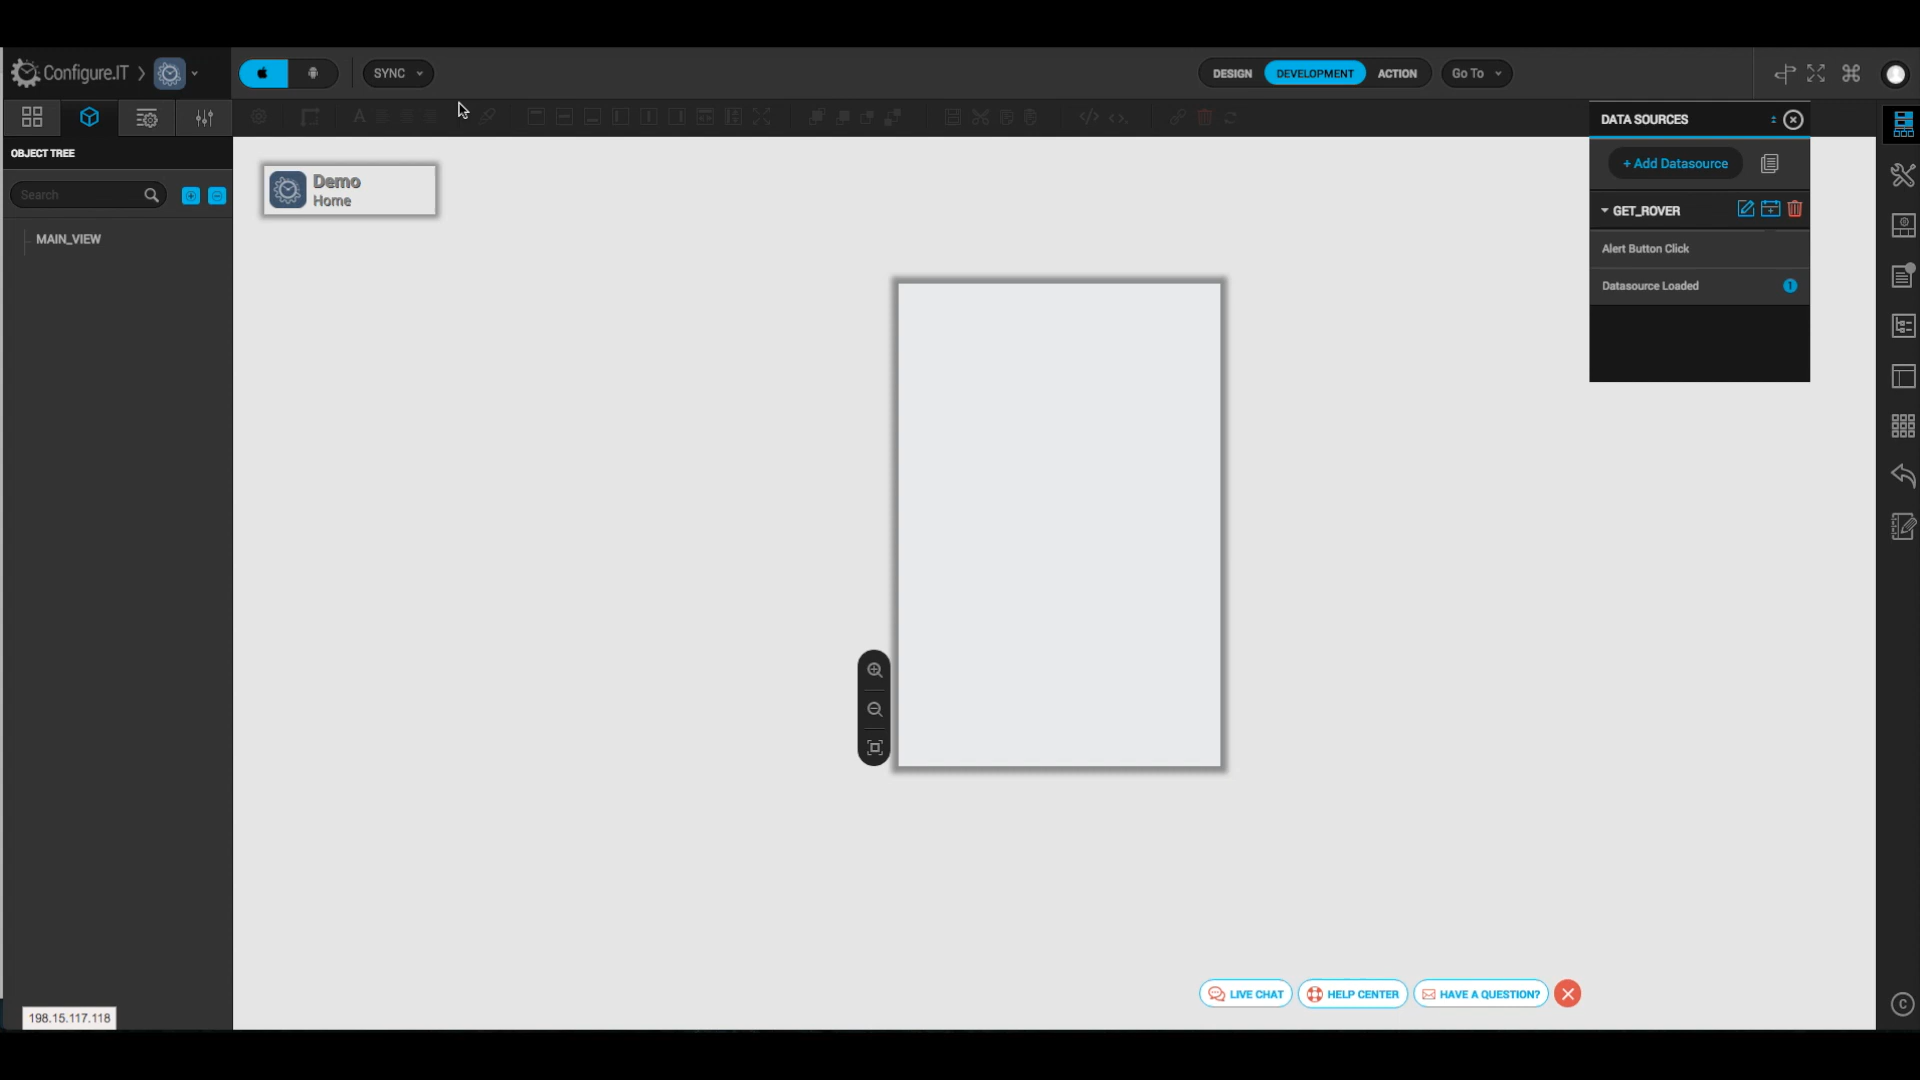 Configure.IT
SYNC
DESIGN DEVELOPMENT ACTION Go To
OBJECT TREE
Search
MAIN_VIEW
Demo
Home
DATA SOURCES
+ Add Datasource
GET_ROVER
Alert Button Click
Datasource Loaded 1
LIVE CHAT HELP CENTER HAVE A QUESTION?
198.15.117.118